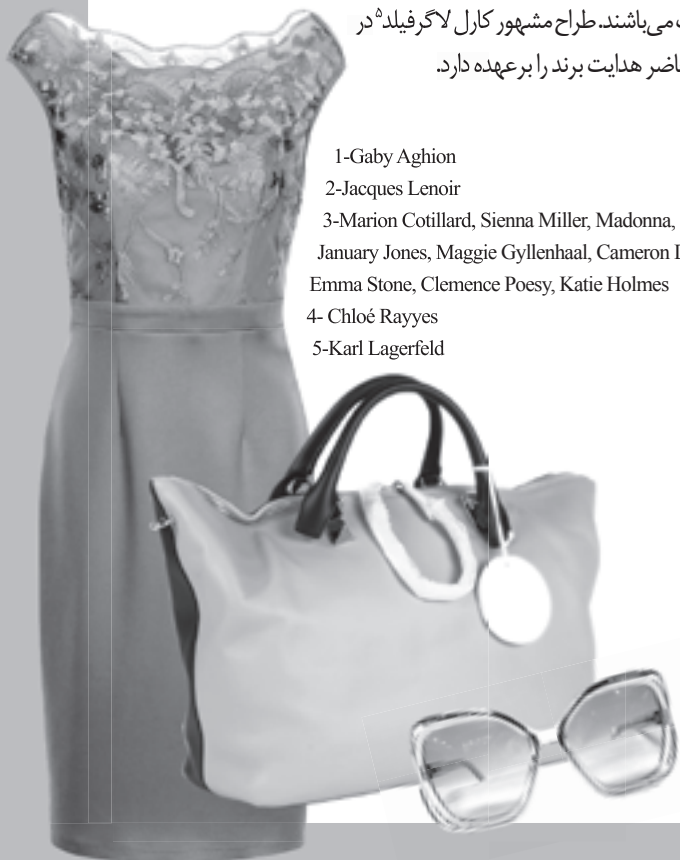 می‌باشند. طراح مشهور کارل لاگرفیلد⁵ در
هدایت برند را برعهده دارد.
1-Gaby Aghion
2-Jacques Lenoir
3-Marion Cotillard, Sienna Miller, Madonna,
January Jones, Maggie Gyllenhaal, Cameron
Emma Stone, Clemence Poesy, Katie Holmes
4- Chloé Rayyes
5-Karl Lagerfeld